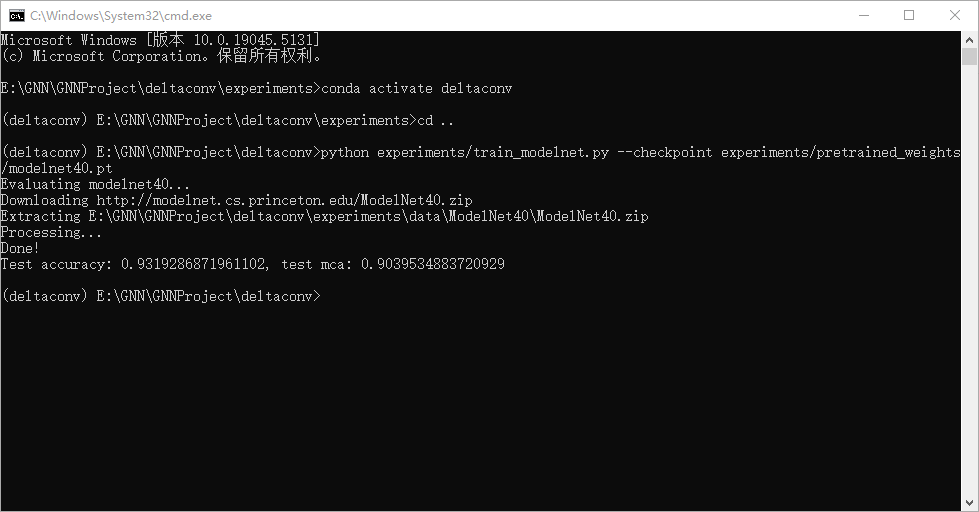 C:\Windows\System32\cmd.exe
Microsoft Windows [版本 10.0.19045.5131]
(c) Microsoft Corporation。保留所有权利。
E:\GNN\GNNProject\deltaconv\experiments>conda activate deltaconv
(deltaconv) E:\GNN\GNNProject\deltaconv\experiments>cd ..
(deltaconv) E:\GNN\GNNProject\deltaconv>python experiments/train_modelnet.py --checkpoint experiments/pretrained_weights
/modelnet40.pt
Evaluating modelnet40...
Downloading http://modelnet.cs.princeton.edu/ModelNet40.zip
Extracting E:\GNN\GNNProject\deltaconv\experiments\data\ModelNet40\ModelNet40.zip
Processing...
Done!
Test accuracy: 0.9319286871961102, test mca: 0.9039534883720929
(deltaconv) E:\GNN\GNNProject\deltaconv>